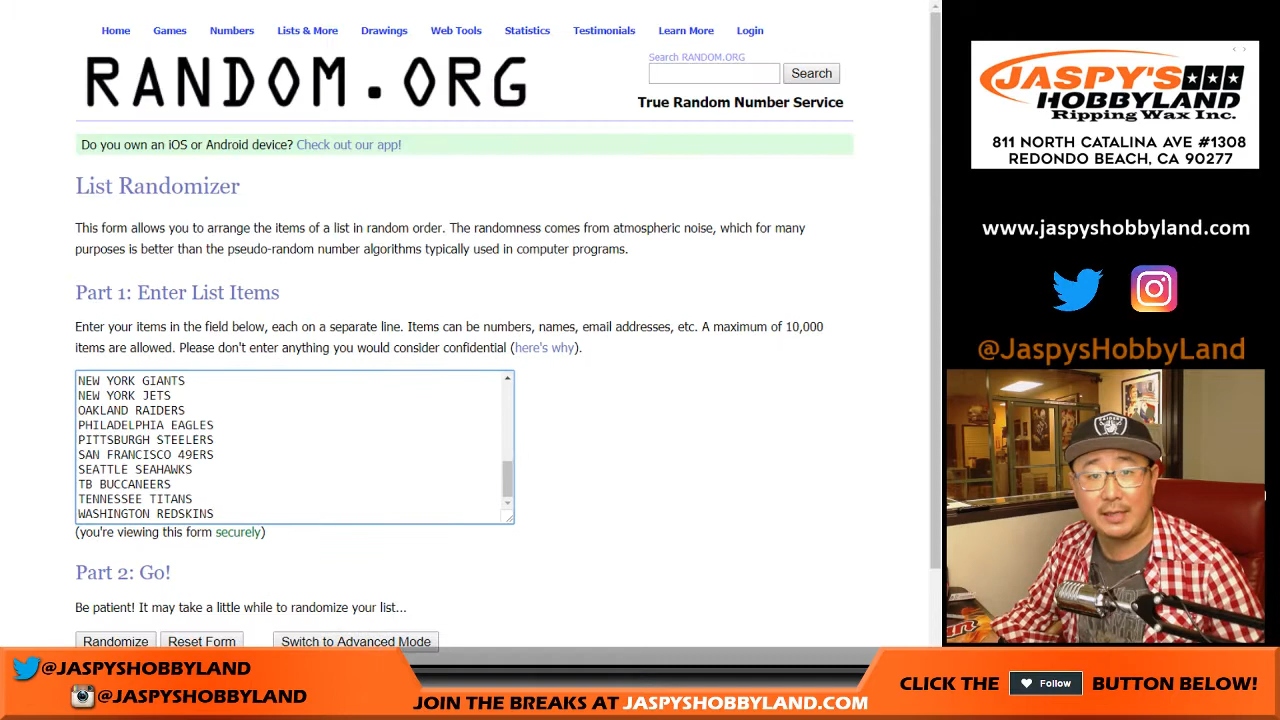 Home Games Numbers Lists & More Drawings Web Tools Statistics Testimonials Learn More Login
RANDOM.ORG
Search RANDOM.ORG
Search
True Random Number Service
Do you own an iOS or Android device? Check out our app!
List Randomizer
This form allows you to arrange the items of a list in random order. The randomness comes from atmospheric noise, which for many
purposes is better than the pseudo-random number algorithms typically used in computer programs.
Part 1: Enter List Items
Enter your items in the field below, each on a separate line. Items can be numbers, names, email addresses, etc. A maximum of 10,000
items are allowed. Please don't enter anything you would consider confidential (here's why).
NEW YORK GIANTS
NEW YORK JETS
OAKLAND RAIDERS
PHILADELPHIA EAGLES
PITTSBURGH STEELERS
SAN FRANCISCO 49ERS
SEATTLE SEAHAWKS
TB BUCCANEERS
TENNESSEE TITANS
WASHINGTON REDSKINS
(you're viewing this form securely)
Part 2: Go!
Be patient! It may take a little while to randomize your list...
Randomize Reset Form Switch to Advanced Mode
JASPY'S
HOBBYLAND
Ripping Wax Inc.
811 NORTH CATALINA AVE #1308
REDONDO BEACH, CA 90277
www.jaspyshobbyland.com
@JaspysHobbyLand
@JASPYSHOBBYLAND
@JASPYSHOBBYLAND
JOIN THE BREAKS AT JASPYSHOBBYLAND.COM
CLICK THE Follow BUTTON BELOW!